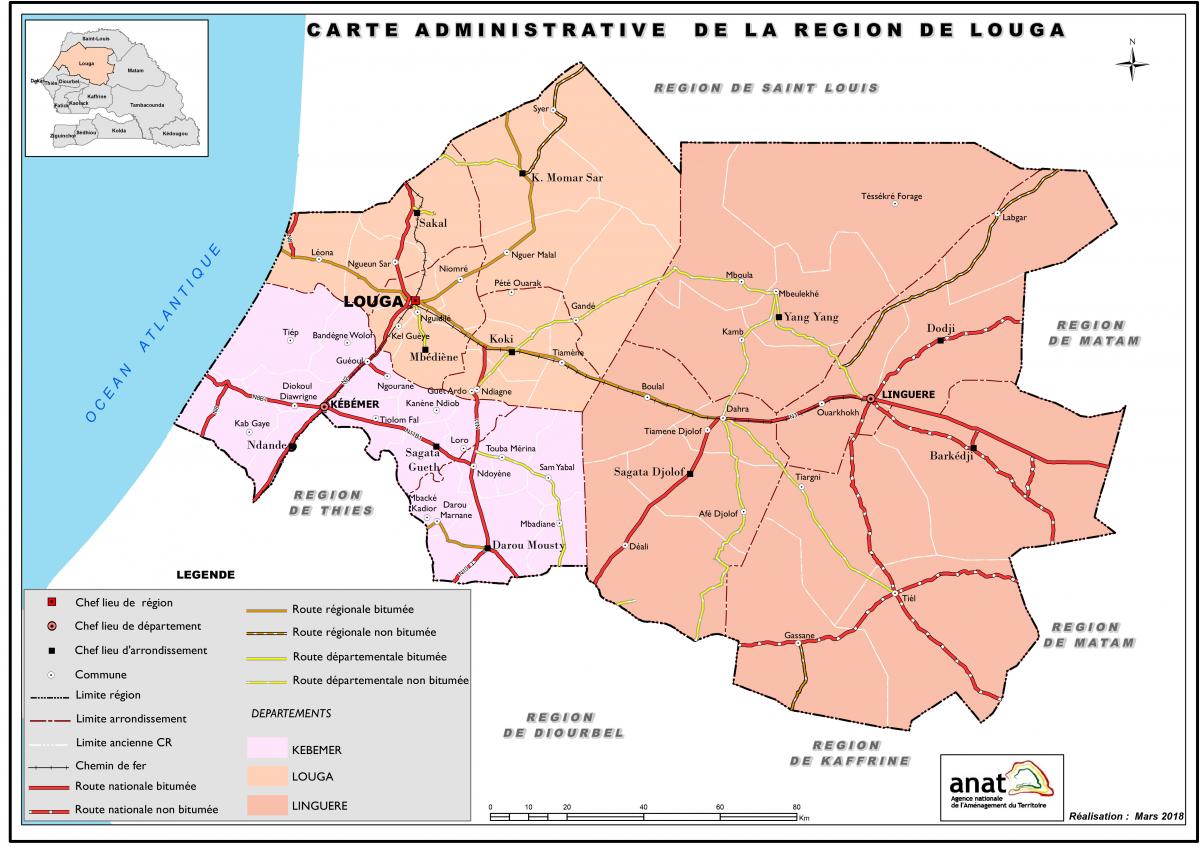 CARTE ADMINISTRATIVE DE LA REGION DE LOUGA
N
Saint-Louis
Louga
Matam
Dakar
Thiès
Diourbel
Fatick
Kaolack
Kaffrine
Tambacounda
Ziguinchor
Sédhiou
Kolda
Kédougou
REGION DE SAINT LOUIS
OCEAN ATLANTIQUE
Syer
K. Momar Sar
Sakal
Téssékré Forage
Labgar
Léona
Ngueun Sar
Niomré
Nguer Malal
Pété Ouarak
LOUGA
Nguidilé
Gandé
Mboula
Mbeulekhé
Yang Yang
Tiép
Bandégne Wolof
Kel Gueye
Mbédiène
Koki
Kamb
Dodji
REGION
DE MATAM
Guéoul
Tiamène
N2
Ngourane
Guet Ardo
Ndiagne
Boulal
Diokoul
Diawrigne
KÉBÉMER
Kanène Ndiob
Dahra
N3
Ouarkhokh
LINGUERE
Kab Gaye
Tiolom Fal
Tiamene Djolof
Ndande
Sagata
Gueth
Loro
Touba Mérina
Barkédji
Ndoyène
Sam Yabal
Sagata Djolof
Tiargni
REGION
DE THIES
Mbacké
Kadior
Darou
Marnane
Mbadiane
Afé Djolof
Darou Mousty
Déali
Tiél
Gassane
REGION
DE MATAM
REGION
DE DIOURBEL
REGION
DE KAFFRINE
LEGENDE
Chef lieu de région
Chef lieu de département
Chef lieu d'arrondissement
Commune
Limite région
Limite arrondissement
Limite ancienne CR
Chemin de fer
Route nationale bitumée
Route nationale non bitumée
Route régionale bitumée
Route régionale non bitumée
Route départementale bitumée
Route départementale non bitumée
DEPARTEMENTS
KEBEMER
LOUGA
LINGUERE
0 10 20 40 60 80
Km
anat
Agence nationale
de l'Aménagement du Territoire
Réalisation : Mars 2018